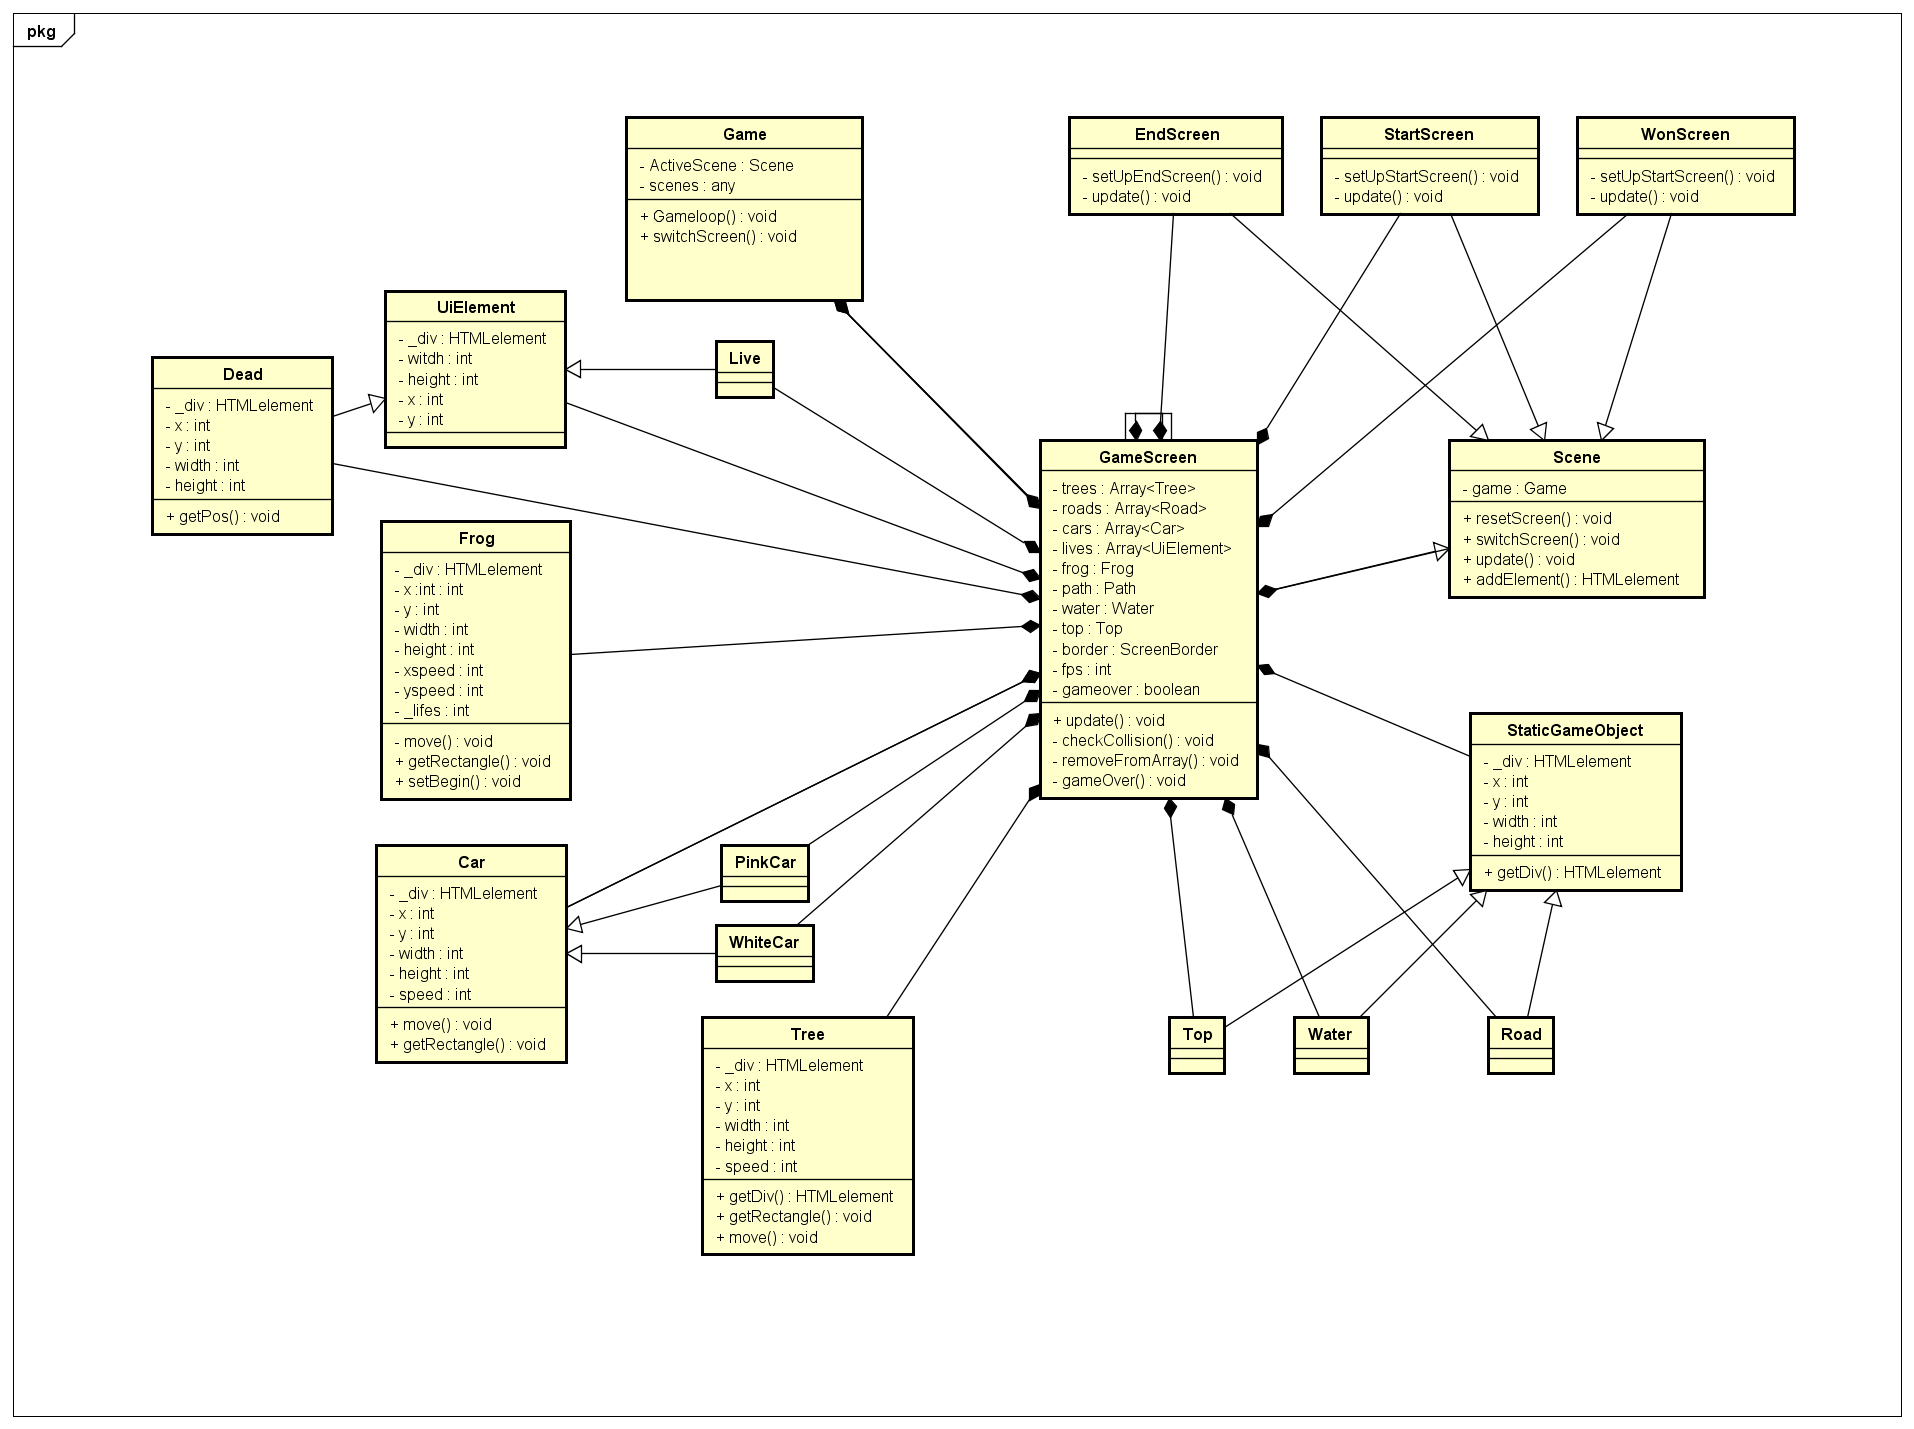 pkg
Game
- ActiveScene : Scene
- scenes : any
+ Gameloop() : void
+ switchScreen() : void
EndScreen
- setUpEndScreen() : void
- update() : void
StartScreen
- setUpStartScreen() : void
- update() : void
WonScreen
- setUpStartScreen() : void
- update() : void
UiElement
- _div : HTMLelement
- witdh : int
- height : int
- x : int
- y : int
Live
Dead
- _div : HTMLelement
- x : int
- y : int
- width : int
- height : int
+ getPos() : void
GameScreen
- trees : Array<Tree>
- roads : Array<Road>
- cars : Array<Car>
- lives : Array<UiElement>
- frog : Frog
- path : Path
- water : Water
- top : Top
- border : ScreenBorder
- fps : int
- gameover : boolean
+ update() : void
- checkCollision() : void
- removeFromArray() : void
- gameOver() : void
Scene
- game : Game
+ resetScreen() : void
+ switchScreen() : void
+ update() : void
+ addElement() : HTMLelement
Frog
- _div : HTMLelement
- x :int : int
- y : int
- width : int
- height : int
- xspeed : int
- yspeed : int
- _lifes : int
- move() : void
+ getRectangle() : void
+ setBegin() : void
StaticGameObject
- _div : HTMLelement
- x : int
- y : int
- width : int
- height : int
+ getDiv() : HTMLelement
Car
- _div : HTMLelement
- x : int
- y : int
- width : int
- height : int
- speed : int
+ move() : void
+ getRectangle() : void
PinkCar
WhiteCar
Tree
- _div : HTMLelement
- x : int
- y : int
- width : int
- height : int
- speed : int
+ getDiv() : HTMLelement
+ getRectangle() : void
+ move() : void
Top
Water
Road